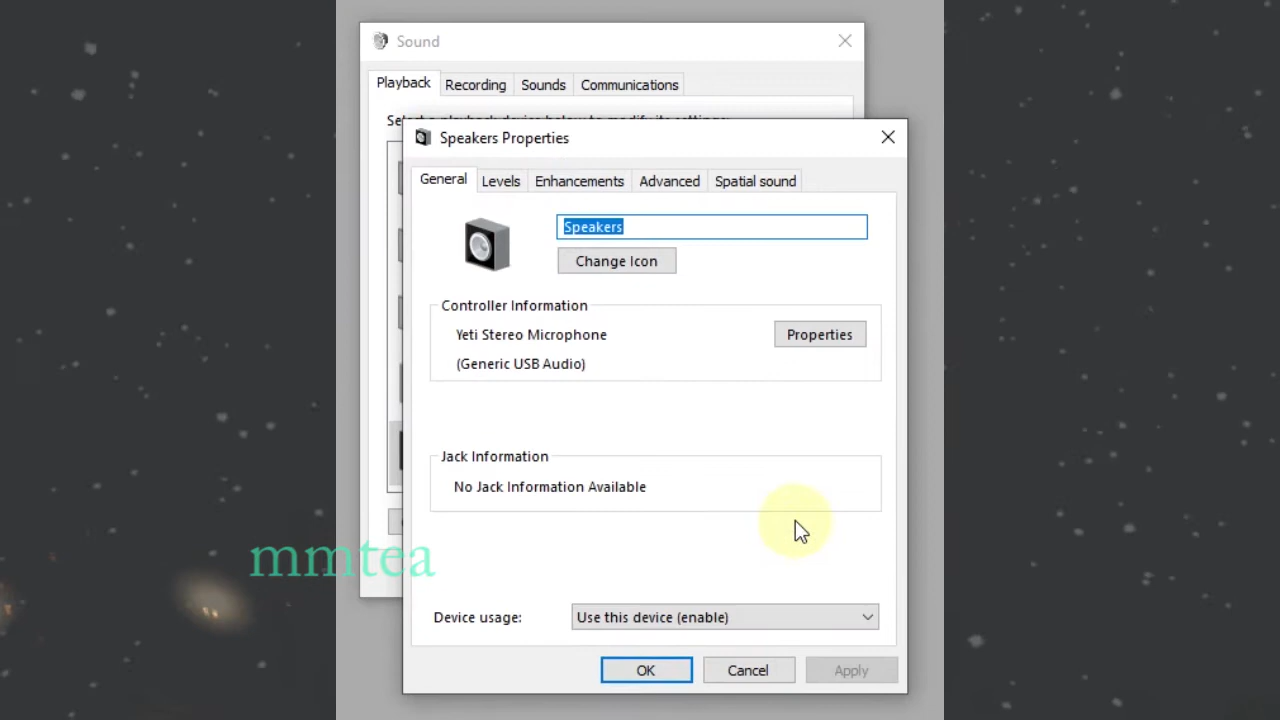 Sound
Playback
Recording
Sounds
Communications
Speakers Properties
General
Levels
Enhancements
Advanced
Spatial sound
Speakers
Change Icon
Controller Information
Yeti Stereo Microphone
Properties
(Generic USB Audio)
Jack Information
No Jack Information Available
mmtea
Device usage:
Use this device (enable)
OK
Cancel
Apply